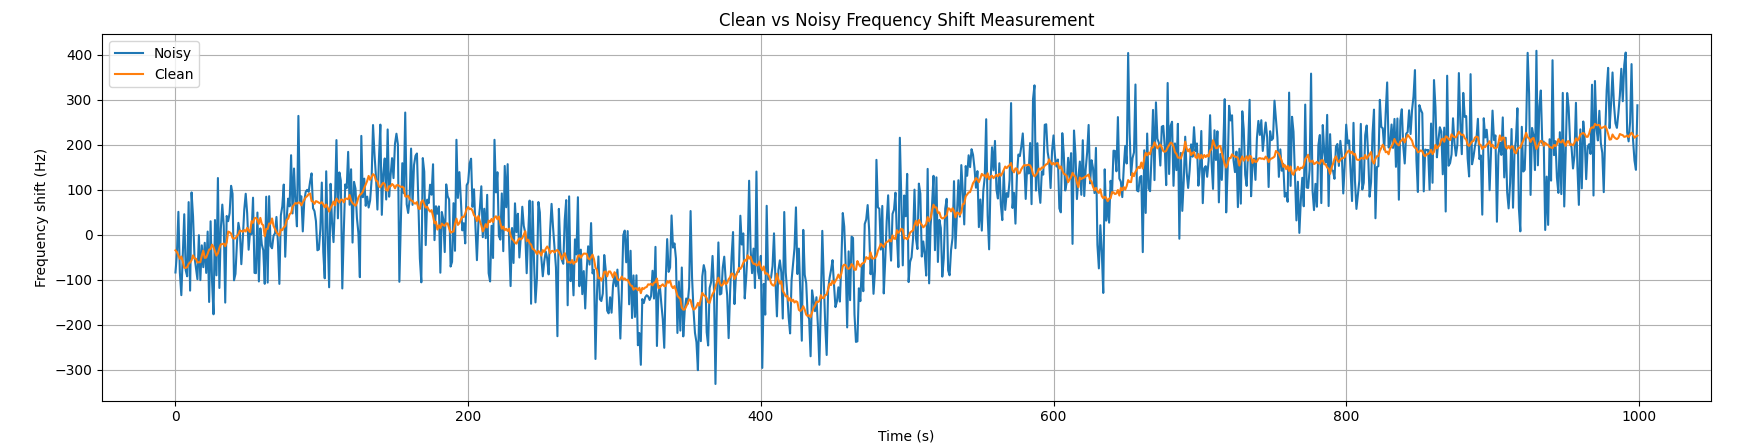 Clean vs Noisy Frequency Shift Measurement
Noisy
Clean
Frequency shift (Hz)
400
300
200
100
0
−100
−200
−300
0 200 400 600 800 1000
Time (s)